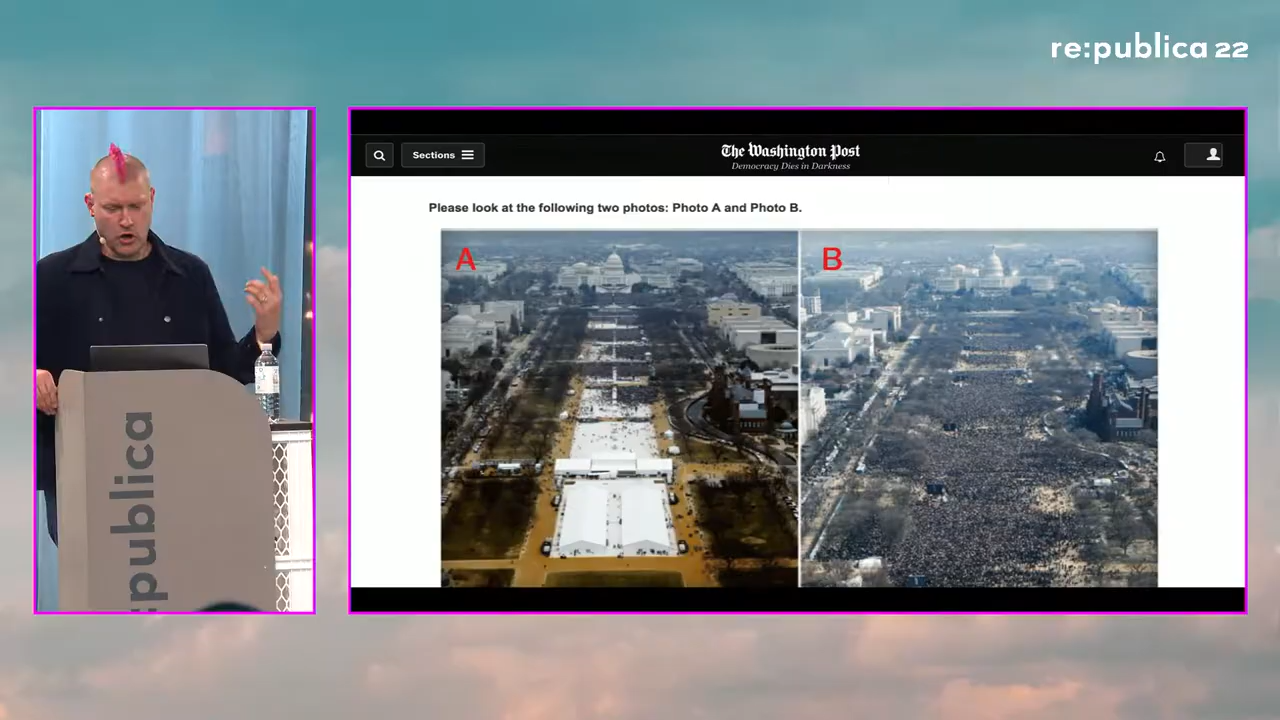 re:publica 22
Sections
The Washington Post
Democracy Dies in Darkness
Please look at the following two photos: Photo A and Photo B.
A
B
:publica